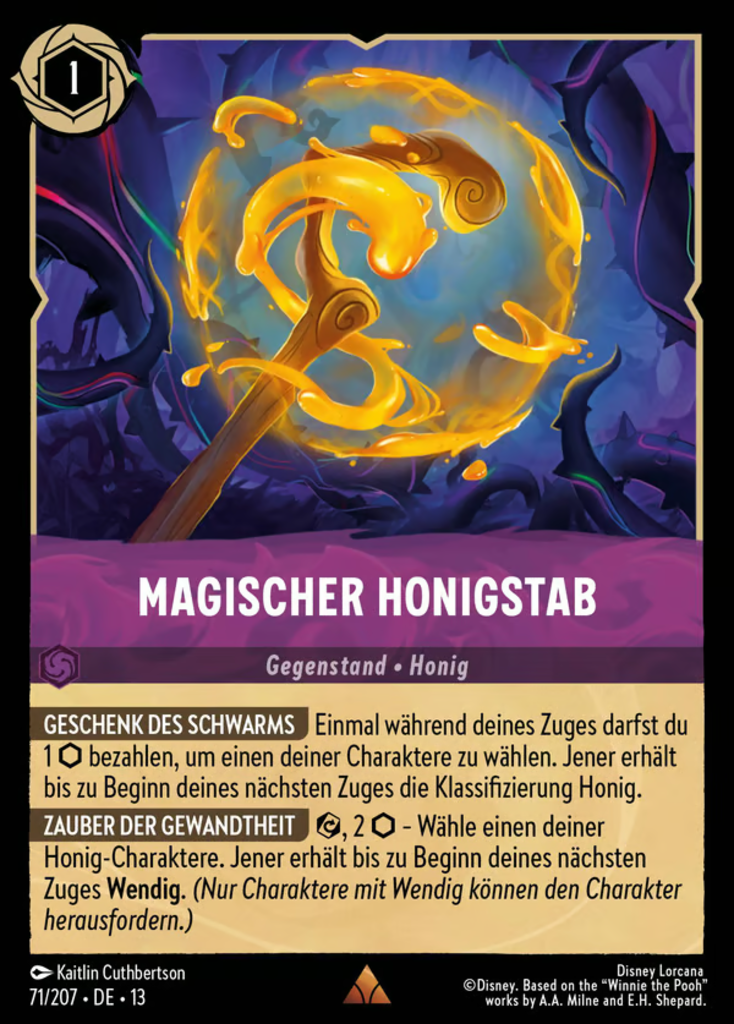 1
MAGISCHER HONIGSTAB
Gegenstand • Honig
GESCHENK DES SCHWARMS Einmal während deines Zuges darfst du
1 ⬡ bezahlen, um einen deiner Charaktere zu wählen. Jener erhält
bis zu Beginn deines nächsten Zuges die Klassifizierung Honig.
ZAUBER DER GEWANDTHEIT , 2 ⬡ – Wähle einen deiner
Honig-Charaktere. Jener erhält bis zu Beginn deines nächsten
Zuges Wendig. (Nur Charaktere mit Wendig können den Charakter
herausfordern.)
Kaitlin Cuthbertson
71/207 • DE • 13
Disney Lorcana
©Disney. Based on the “Winnie the Pooh”
works by A.A. Milne and E.H. Shepard.